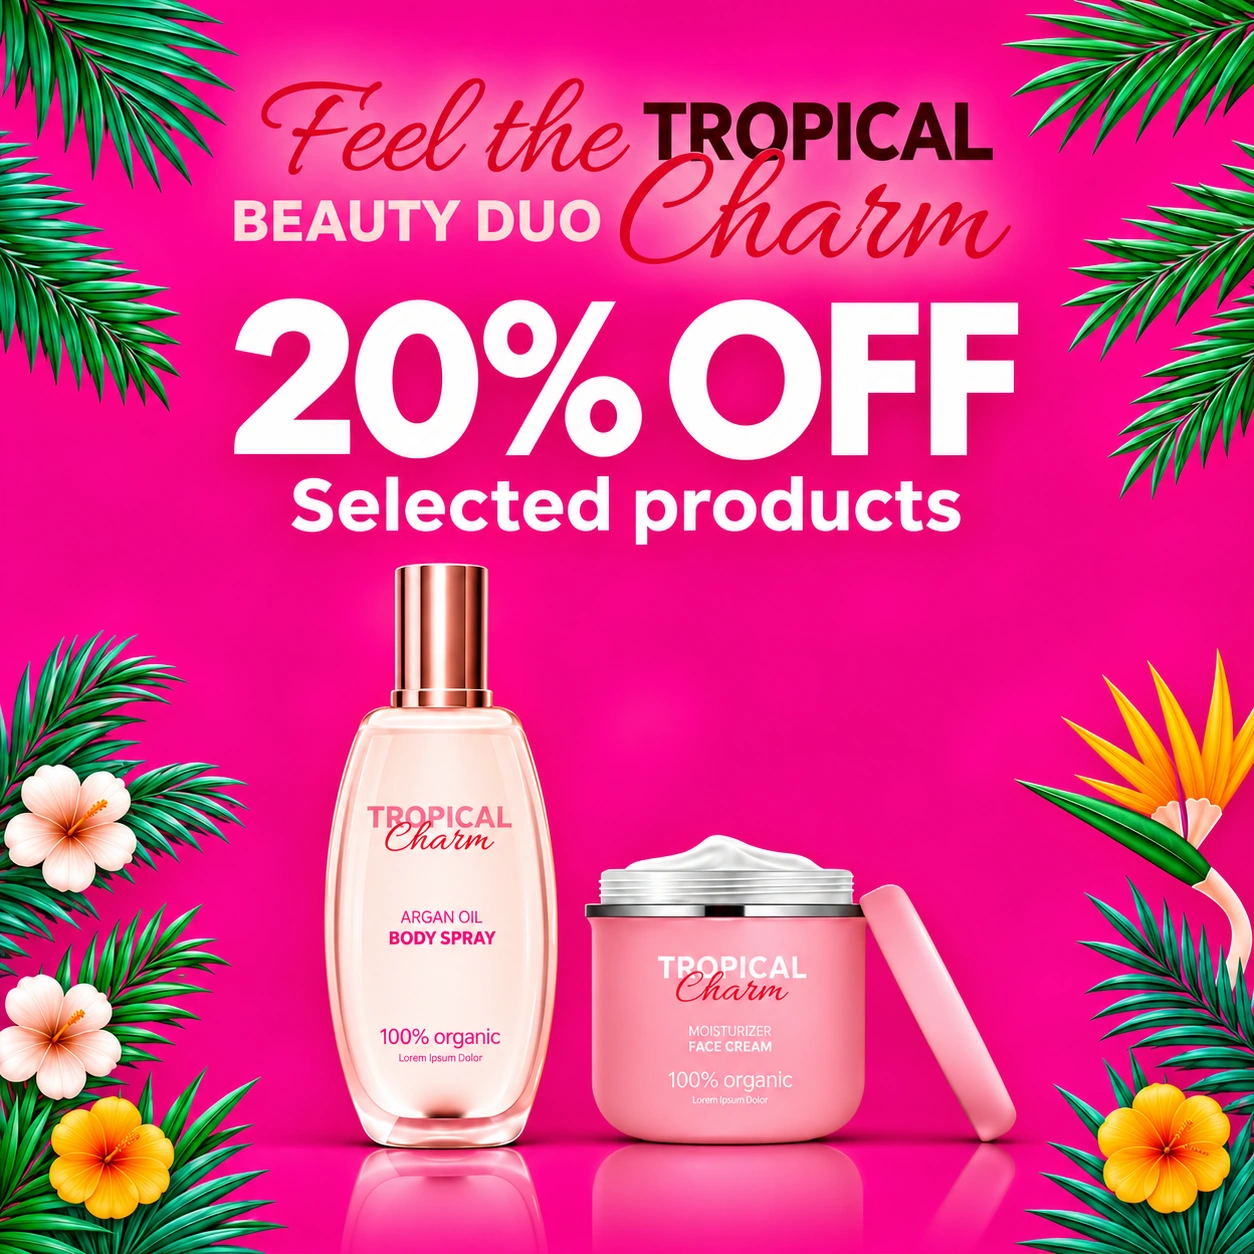 Feel the TROPICAL
BEAUTY DUO Charm
20% OFF
Selected products
TROPICAL
Charm
ARGAN OIL
BODY SPRAY
100% organic
Lorem Ipsum Dolor
TROPICAL
Charm
MOISTURIZER
FACE CREAM
100% organic
Lorem Ipsum Dolor